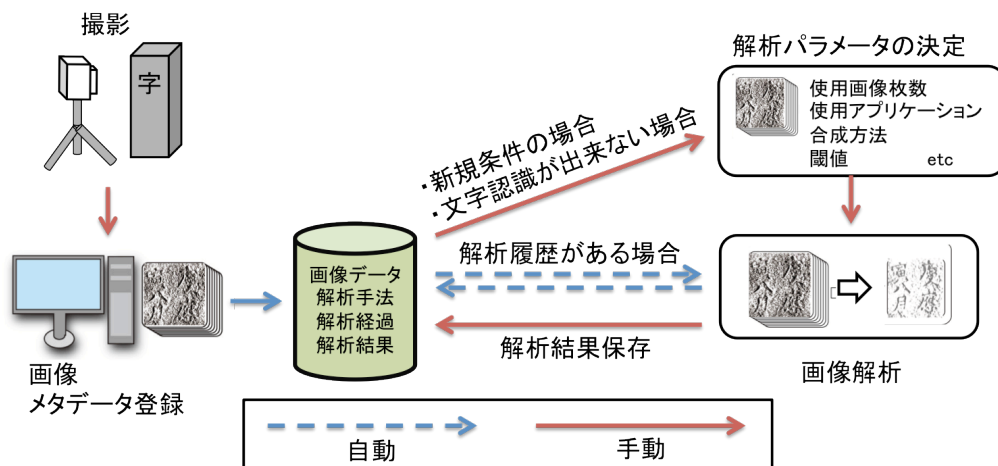 撮影
字
画像
メタデータ登録
画像データ
解析手法
解析経過
解析結果
・新規条件の場合
・文字認識が出来ない場合
解析履歴がある場合
解析結果保存
解析パラメータの決定
使用画像枚数
使用アプリケーション
合成方法
閾値 etc
画像解析
自動
手動